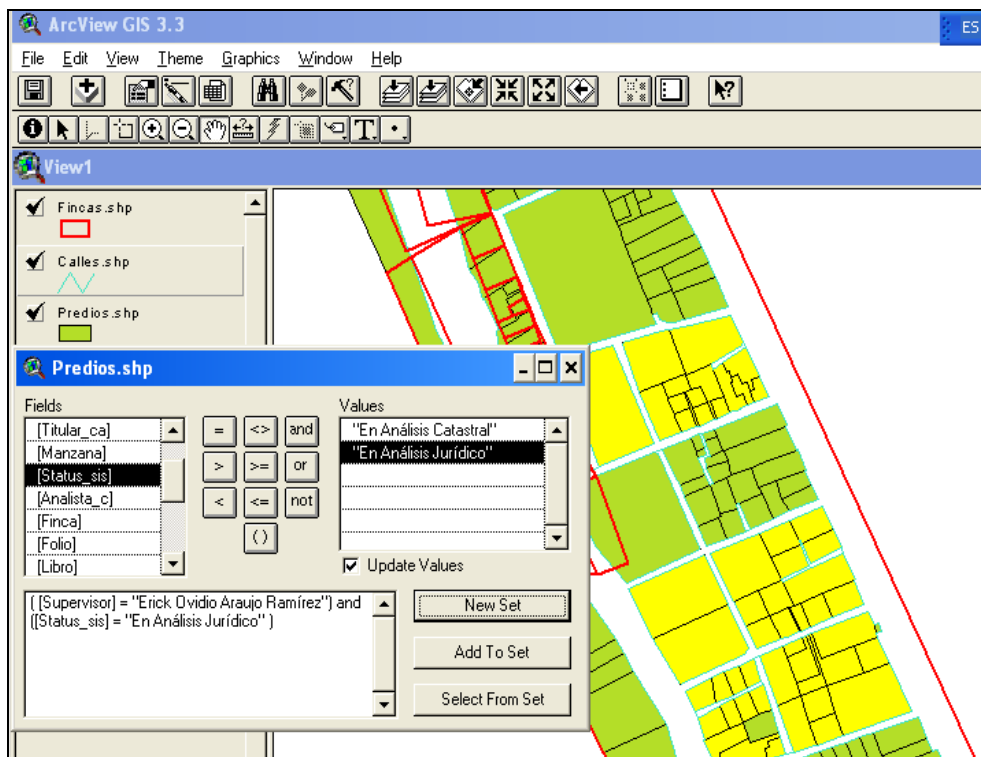 ArcView GIS 3.3
ES
File Edit View Theme Graphics Window Help
View1
Fincas.shp
Calles.shp
Predios.shp
Predios.shp
Fields
Values
[Titular_ca]
[Manzana]
[Status_sis]
[Analista_c]
[Finca]
[Folio]
[Libro]
= <> and
> >= or
< <= not
( )
"En Análisis Catastral"
"En Análisis Jurídico"
Update Values
( [Supervisor] = "Erick Ovidio Araujo Ramírez") and
([Status_sis] = "En Análisis Jurídico" )
New Set
Add To Set
Select From Set